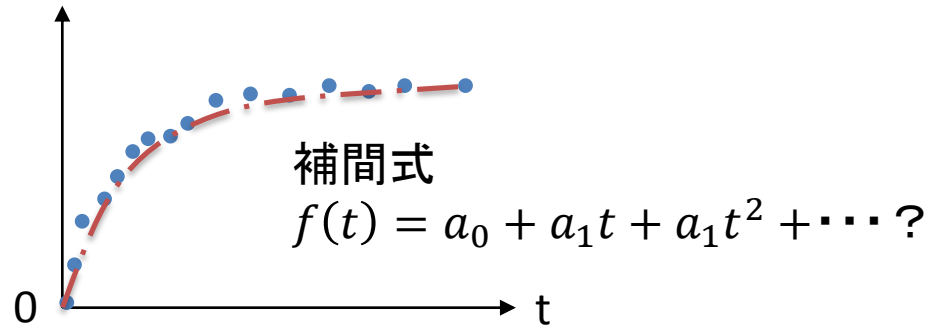 補間式
f(t) = a₀ + a₁t + a₁t² +・・・？
0
t